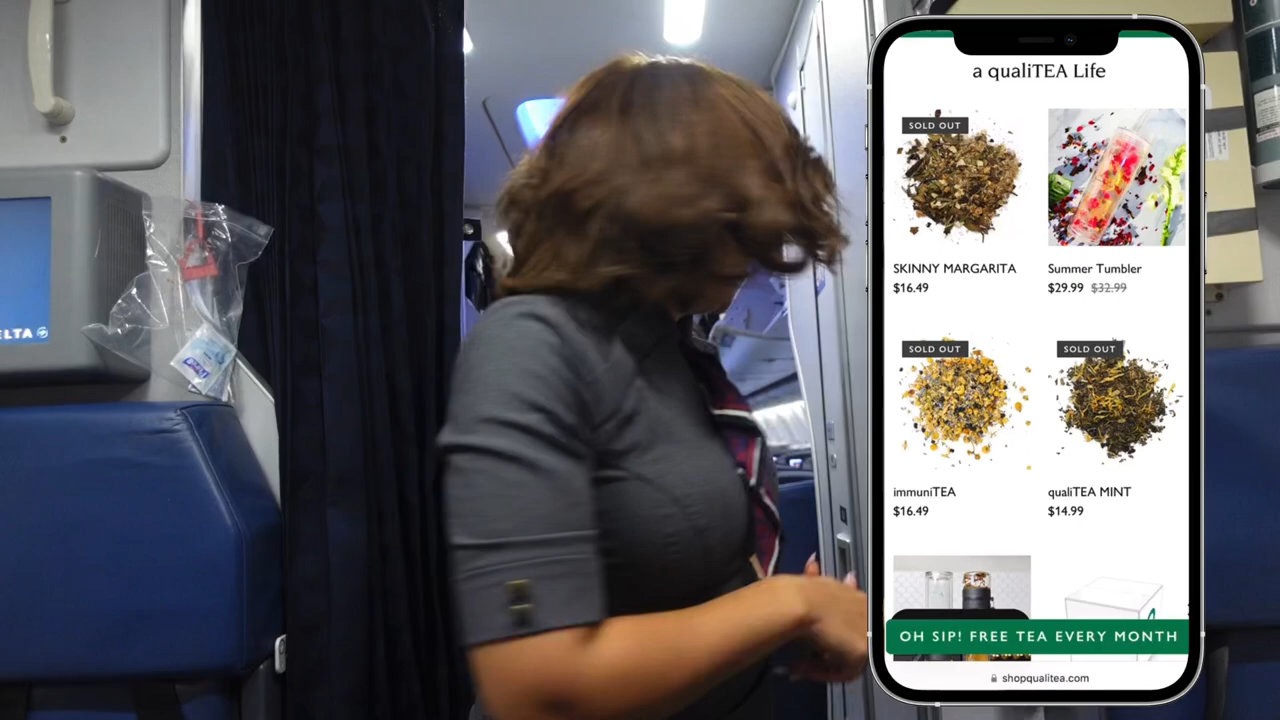 ELTA
PURELL
a qualiTEA Life
SOLD OUT
SKINNY MARGARITA
$16.49
Summer Tumbler
$29.99 $32.99
SOLD OUT
immuniTEA
$16.49
SOLD OUT
qualiTEA MINT
$14.99
OH SIP! FREE TEA EVERY MONTH
shopqualitea.com